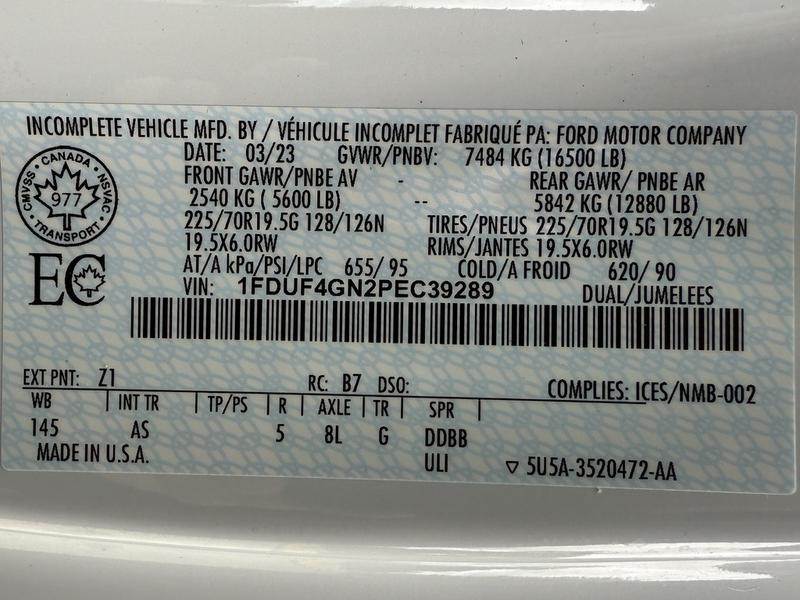 INCOMPLETE VEHICLE MFD. BY / VÉHICULE INCOMPLET FABRIQUÉ PA: FORD MOTOR COMPANY
DATE: 03/23 GVWR/PNBV: 7484 KG (16500 LB)
FRONT GAWR/PNBE AV - REAR GAWR/ PNBE AR
2540 KG ( 5600 LB) -- 5842 KG (12880 LB)
225/70R19.5G 128/126N TIRES/PNEUS 225/70R19.5G 128/126N
19.5X6.0RW RIMS/JANTES 19.5X6.0RW
AT/A kPa/PSI/LPC 655/ 95 COLD/A FROID 620/ 90
VIN: 1FDUF4GN2PEC39289 DUAL/JUMELEES
CMVSS · CANADA · NSVAC · TRANSPORT ·
977
EC
EXT PNT: Z1 RC: B7 DSO: COMPLIES: ICES/NMB-002
WB | INT TR | TP/PS | R | AXLE | TR | SPR |
145 AS 5 8L G DDBB
MADE IN U.S.A. ULI ▽ 5U5A-3520472-AA